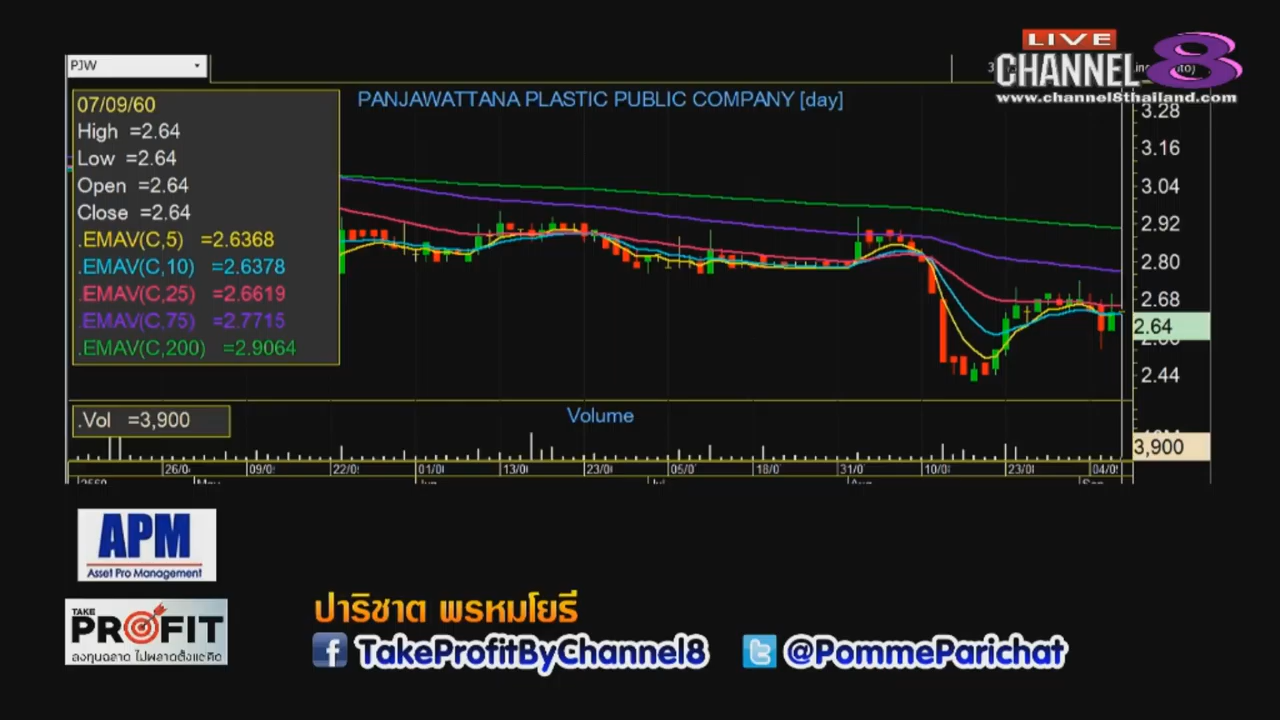 LIVE
CHANNEL 8
www.channel8thailand.com
PJW
07/09/60
High =2.64
Low =2.64
Open =2.64
Close =2.64
.EMAV(C,5) =2.6368
.EMAV(C,10) =2.6378
.EMAV(C,25) =2.6619
.EMAV(C,75) =2.7715
.EMAV(C,200) =2.9064
PANJAWATTANA PLASTIC PUBLIC COMPANY [day]
3.28
3.16
3.04
2.92
2.80
2.68
2.64
2.44
.Vol =3,900
Volume
3,900
26/0 09/0 22/0 01/0 13/0 23/0 05/0 18/0 31/0 10/0 23/0 04/0
APM
Asset Pro Management
TAKE
PROFIT
ลงทุนฉลาด ไม่พลาดตั้งแต่คิด
ปาริชาต พรหมโยธี
TakeProfitByChannel8 @PommeParichat